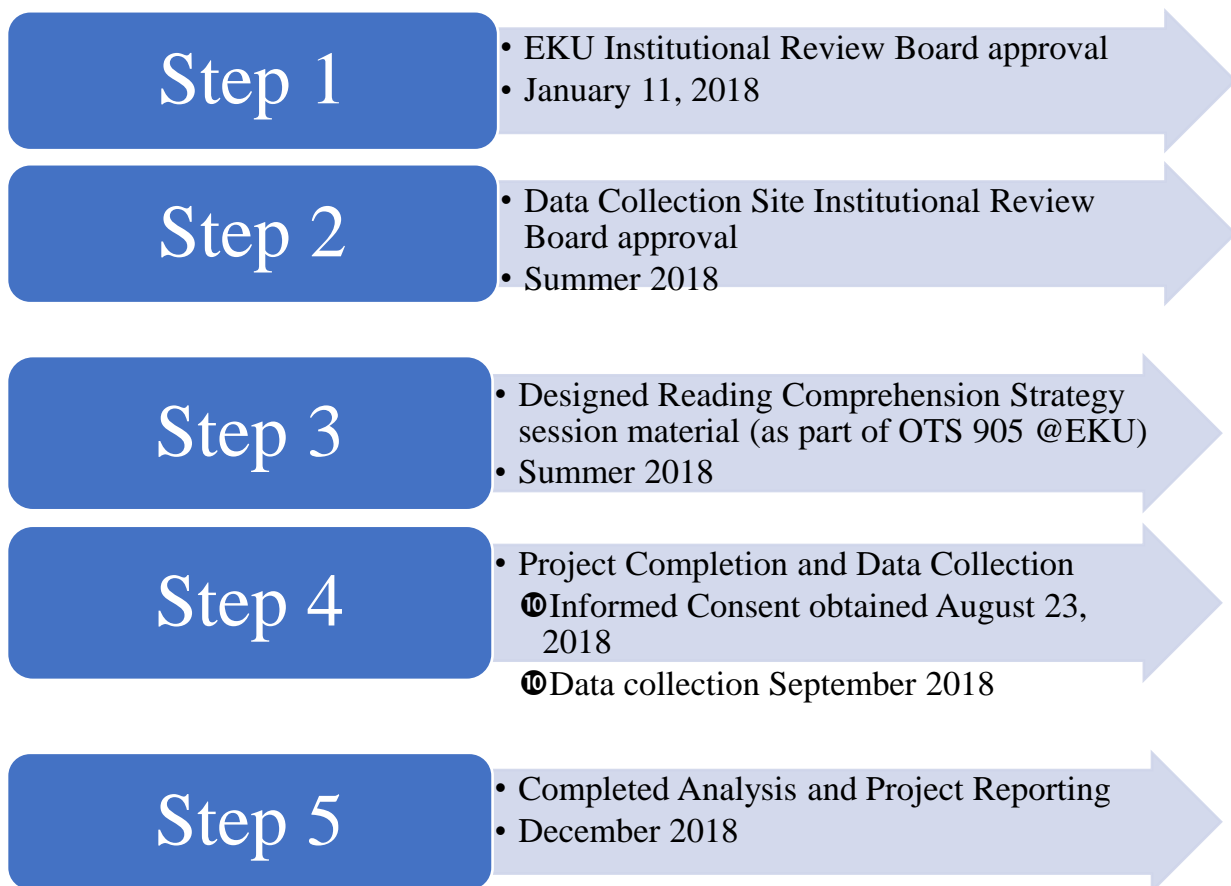 Step 1
• EKU Institutional Review Board approval
• January 11, 2018
Step 2
• Data Collection Site Institutional Review
Board approval
• Summer 2018
Step 3
• Designed Reading Comprehension Strategy
session material (as part of OTS 905 @EKU)
• Summer 2018
Step 4
• Project Completion and Data Collection
❿Informed Consent obtained August 23,
2018
❿Data collection September 2018
Step 5
• Completed Analysis and Project Reporting
• December 2018